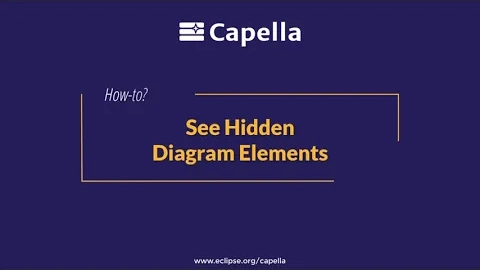 Capella
How-to?
See Hidden
Diagram Elements
www.eclipse.org/capella